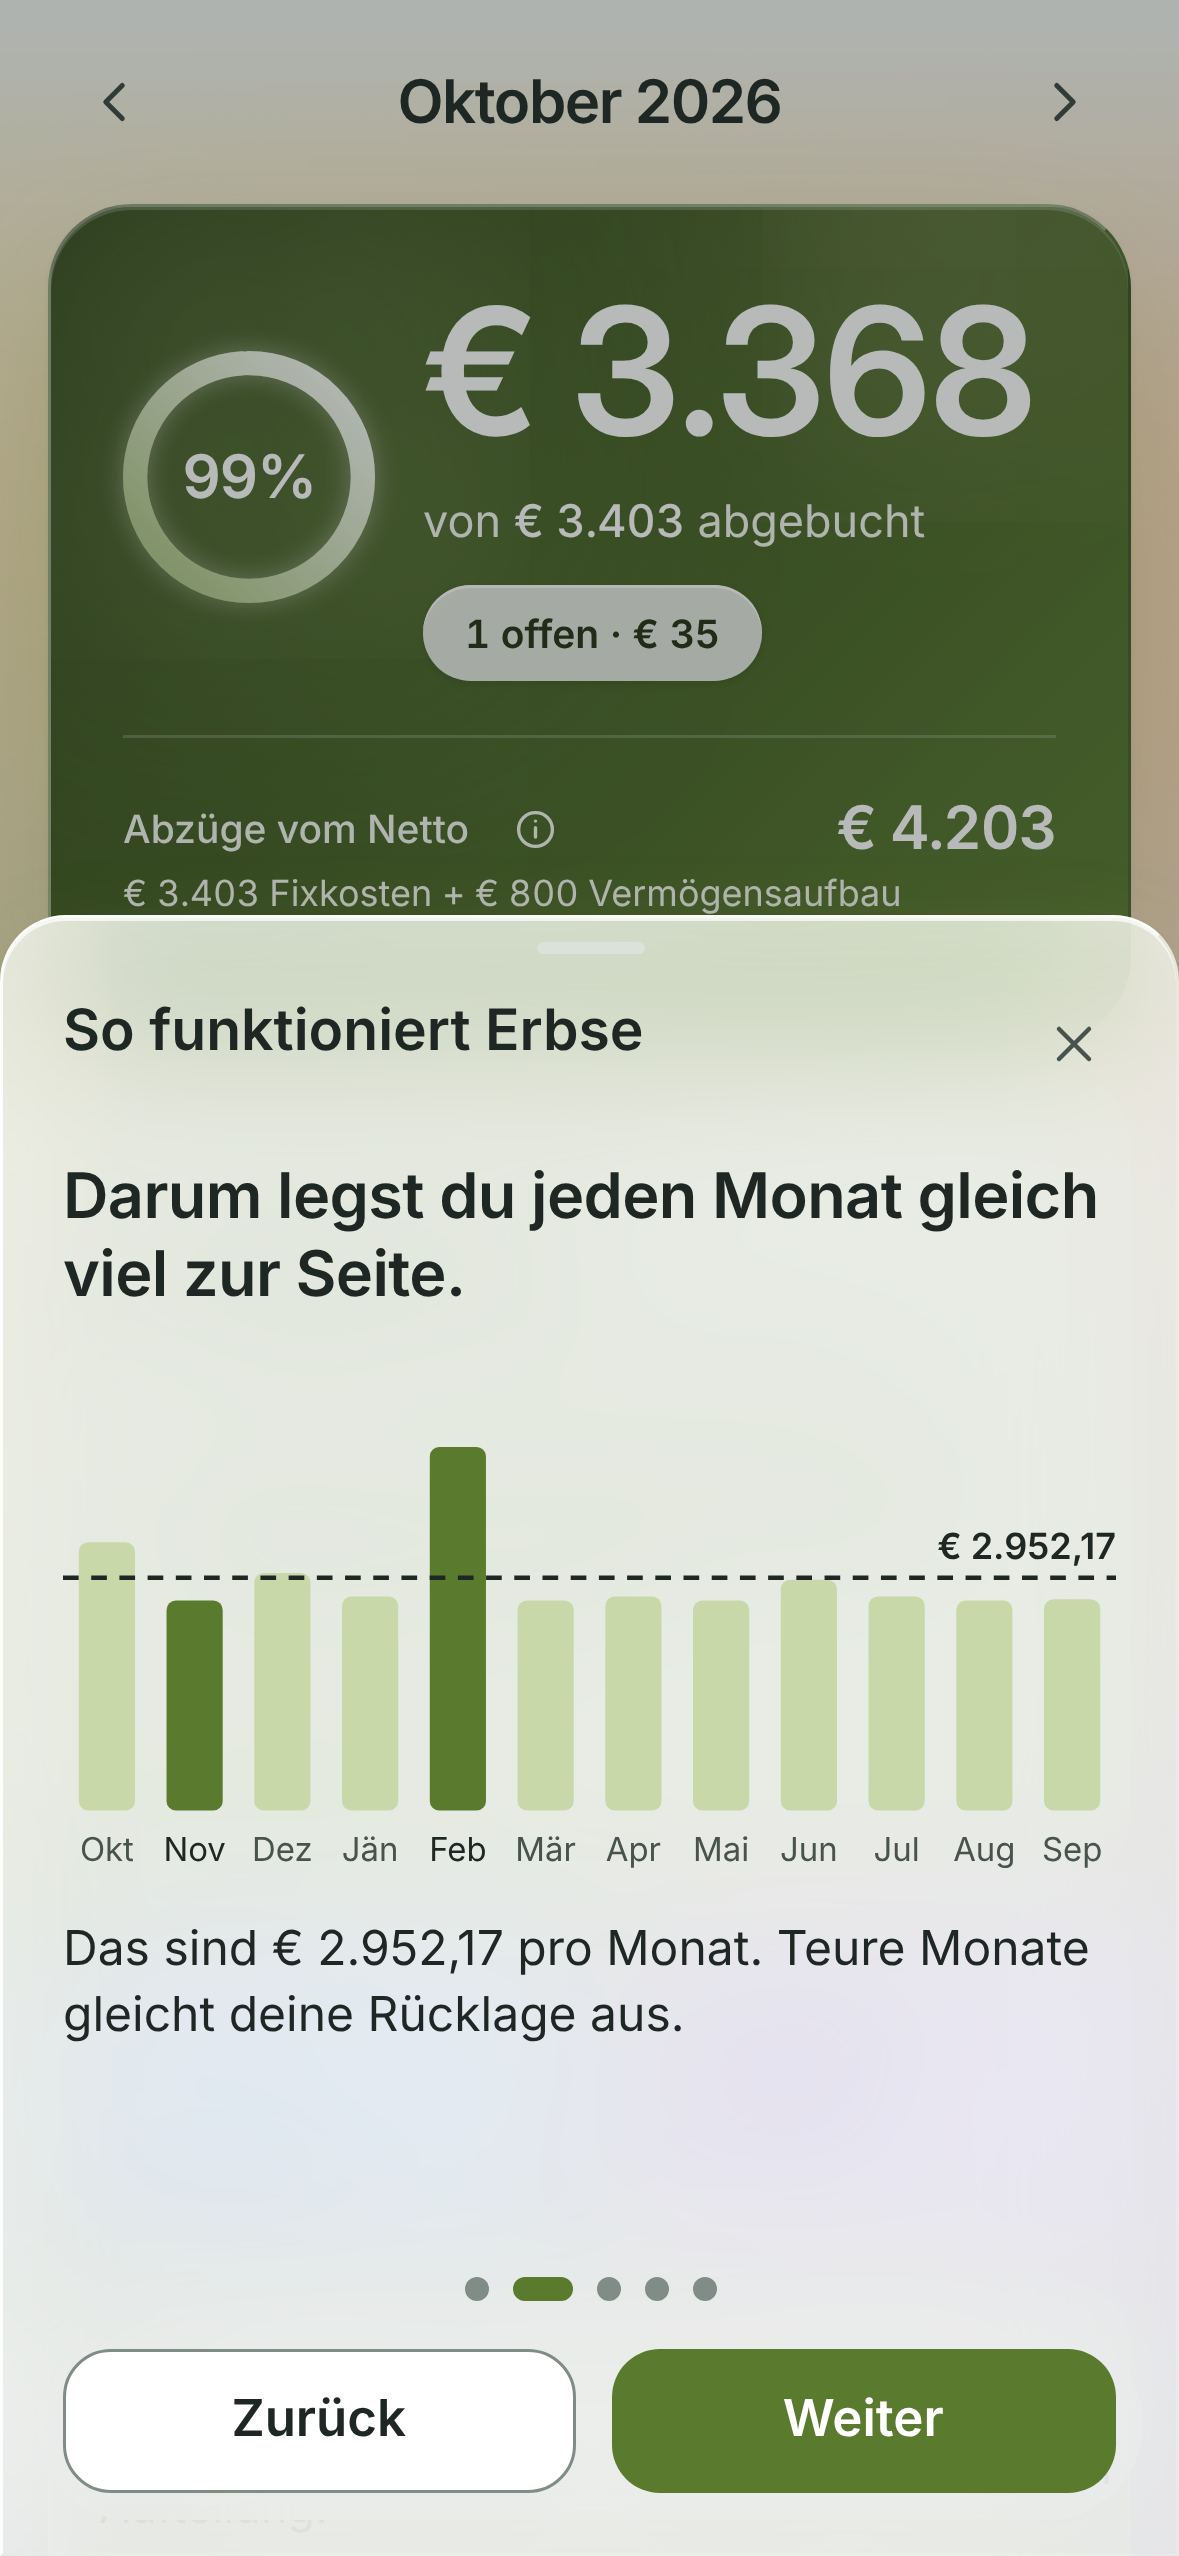 Oktober 2026
€ 3.368
99%
von € 3.403 abgebucht
1 offen · € 35
Abzüge vom Netto
€ 4.203
€ 3.403 Fixkosten + € 800 Vermögensaufbau
So funktioniert Erbse
Darum legst du jeden Monat gleich
viel zur Seite.
€ 2.952,17
Okt Nov Dez Jän Feb Mär Apr Mai Jun Jul Aug Sep
Das sind € 2.952,17 pro Monat. Teure Monate
gleicht deine Rücklage aus.
Zurück
Weiter